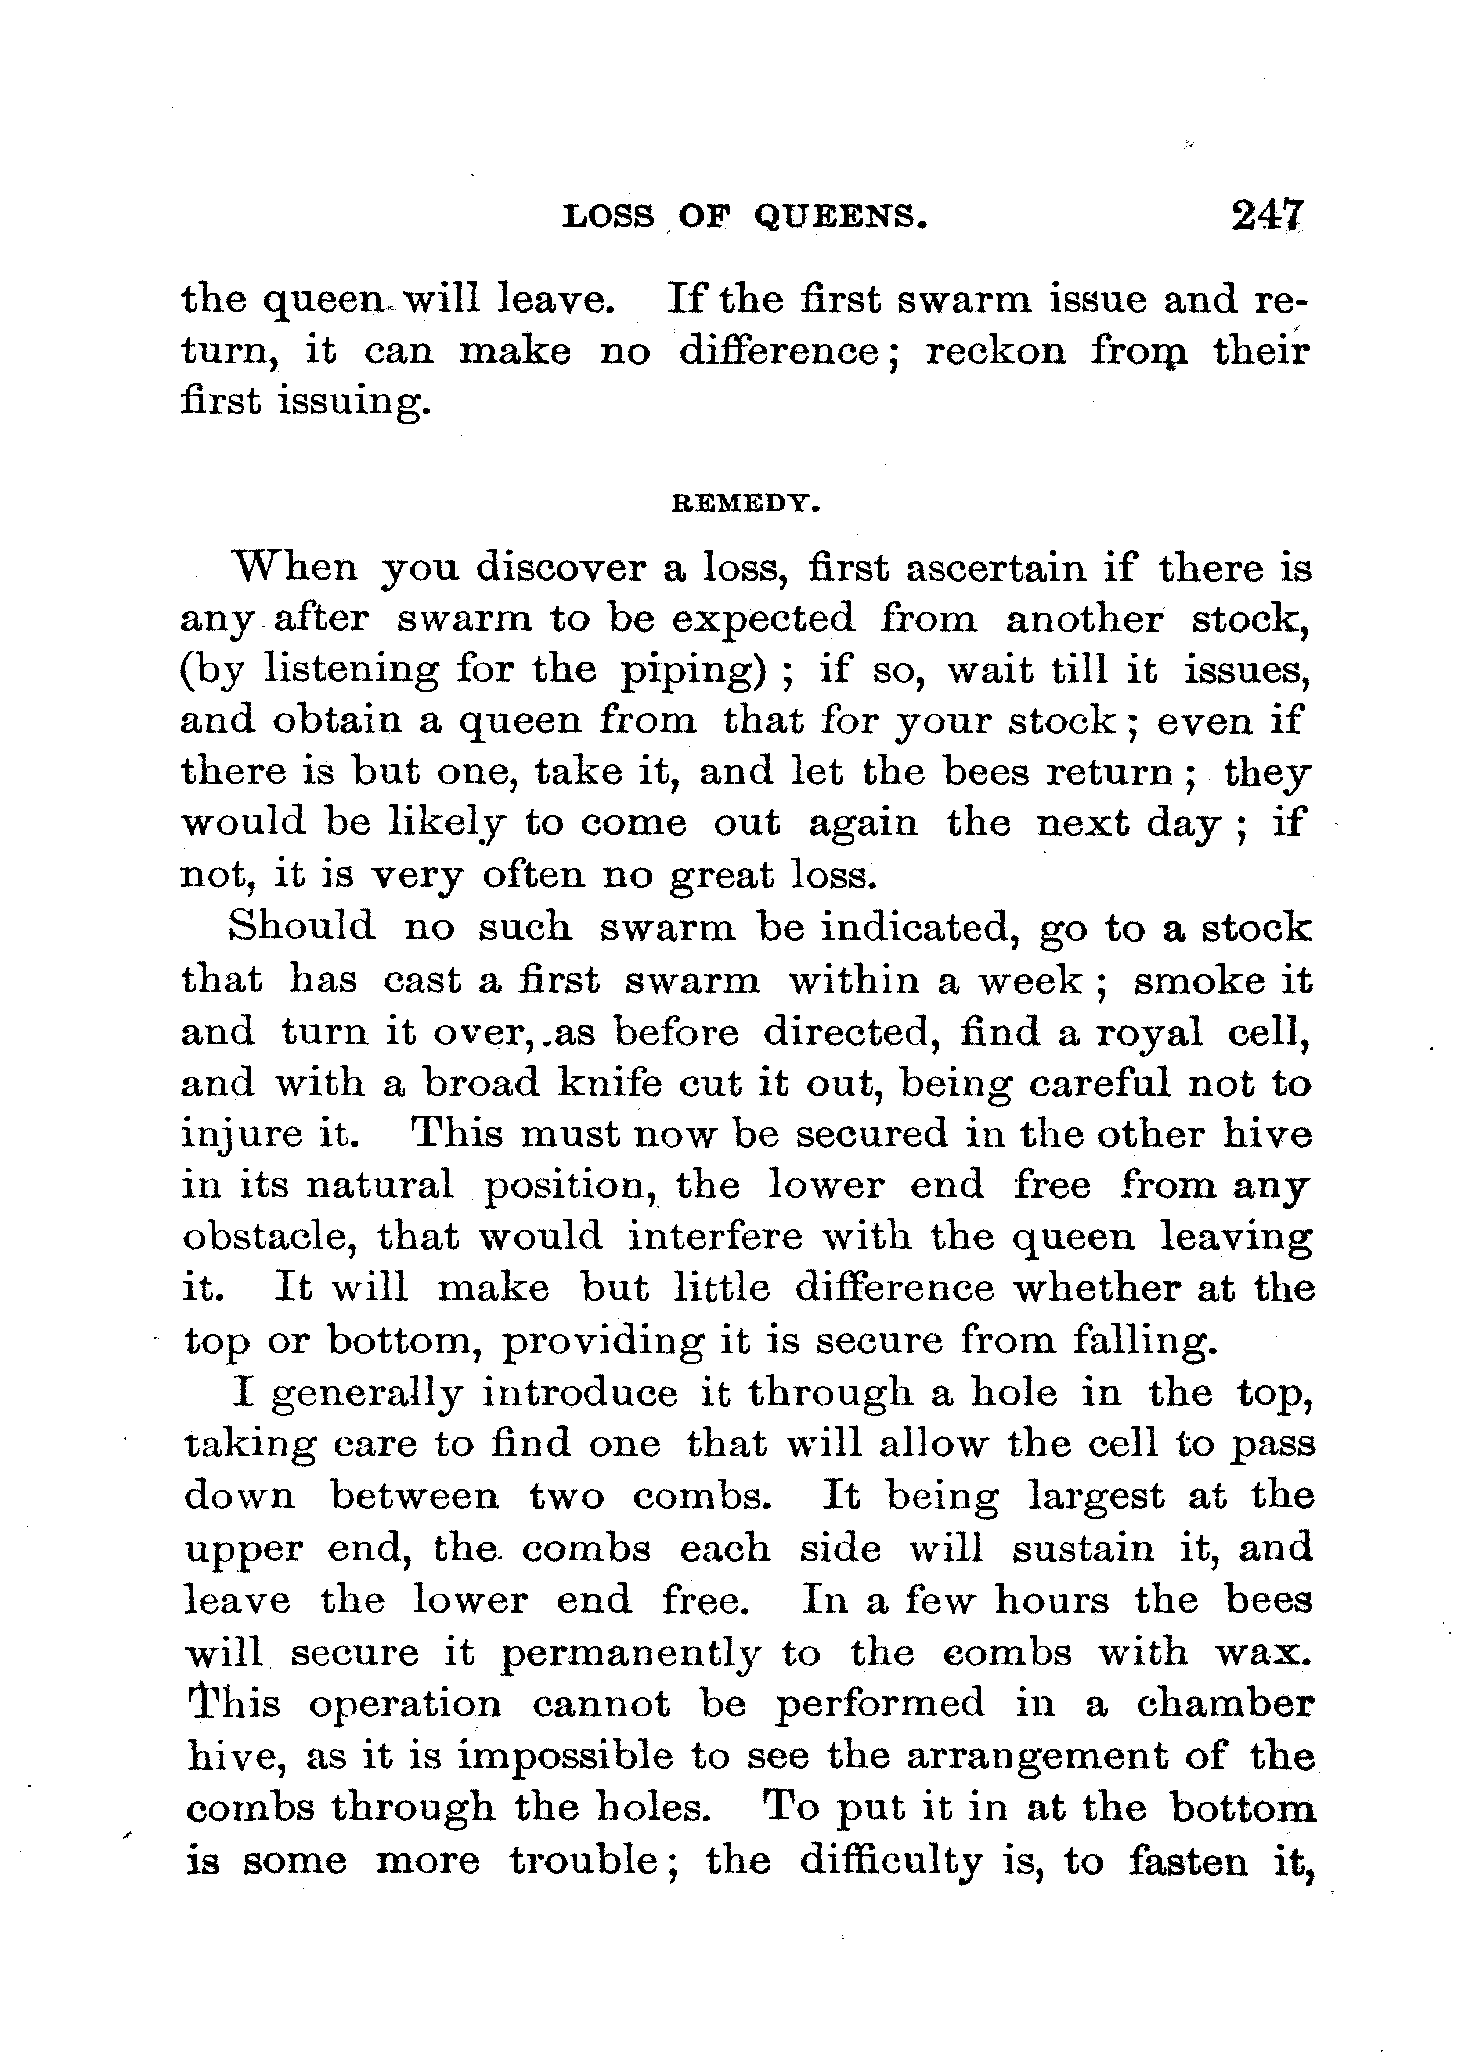 LOSS OF QUEENS. 247
the queen will leave. If the first swarm issue and re-
turn, it can make no difference; reckon from their
first issuing.
REMEDY.
When you discover a loss, first ascertain if there is
any after swarm to be expected from another stock,
(by listening for the piping) ; if so, wait till it issues,
and obtain a queen from that for your stock; even if
there is but one, take it, and let the bees return; they
would be likely to come out again the next day ; if
not, it is very often no great loss.
Should no such swarm be indicated, go to a stock
that has cast a first swarm within a week; smoke it
and turn it over, as before directed, find a royal cell,
and with a broad knife cut it out, being careful not to
injure it. This must now be secured in the other hive
in its natural position, the lower end free from any
obstacle, that would interfere with the queen leaving
it. It will make but little difference whether at the
top or bottom, providing it is secure from falling.
I generally introduce it through a hole in the top,
taking care to find one that will allow the cell to pass
down between two combs. It being largest at the
upper end, the combs each side will sustain it, and
leave the lower end free. In a few hours the bees
will secure it permanently to the combs with wax.
This operation cannot be performed in a chamber
hive, as it is impossible to see the arrangement of the
combs through the holes. To put it in at the bottom
is some more trouble; the difficulty is, to fasten it,